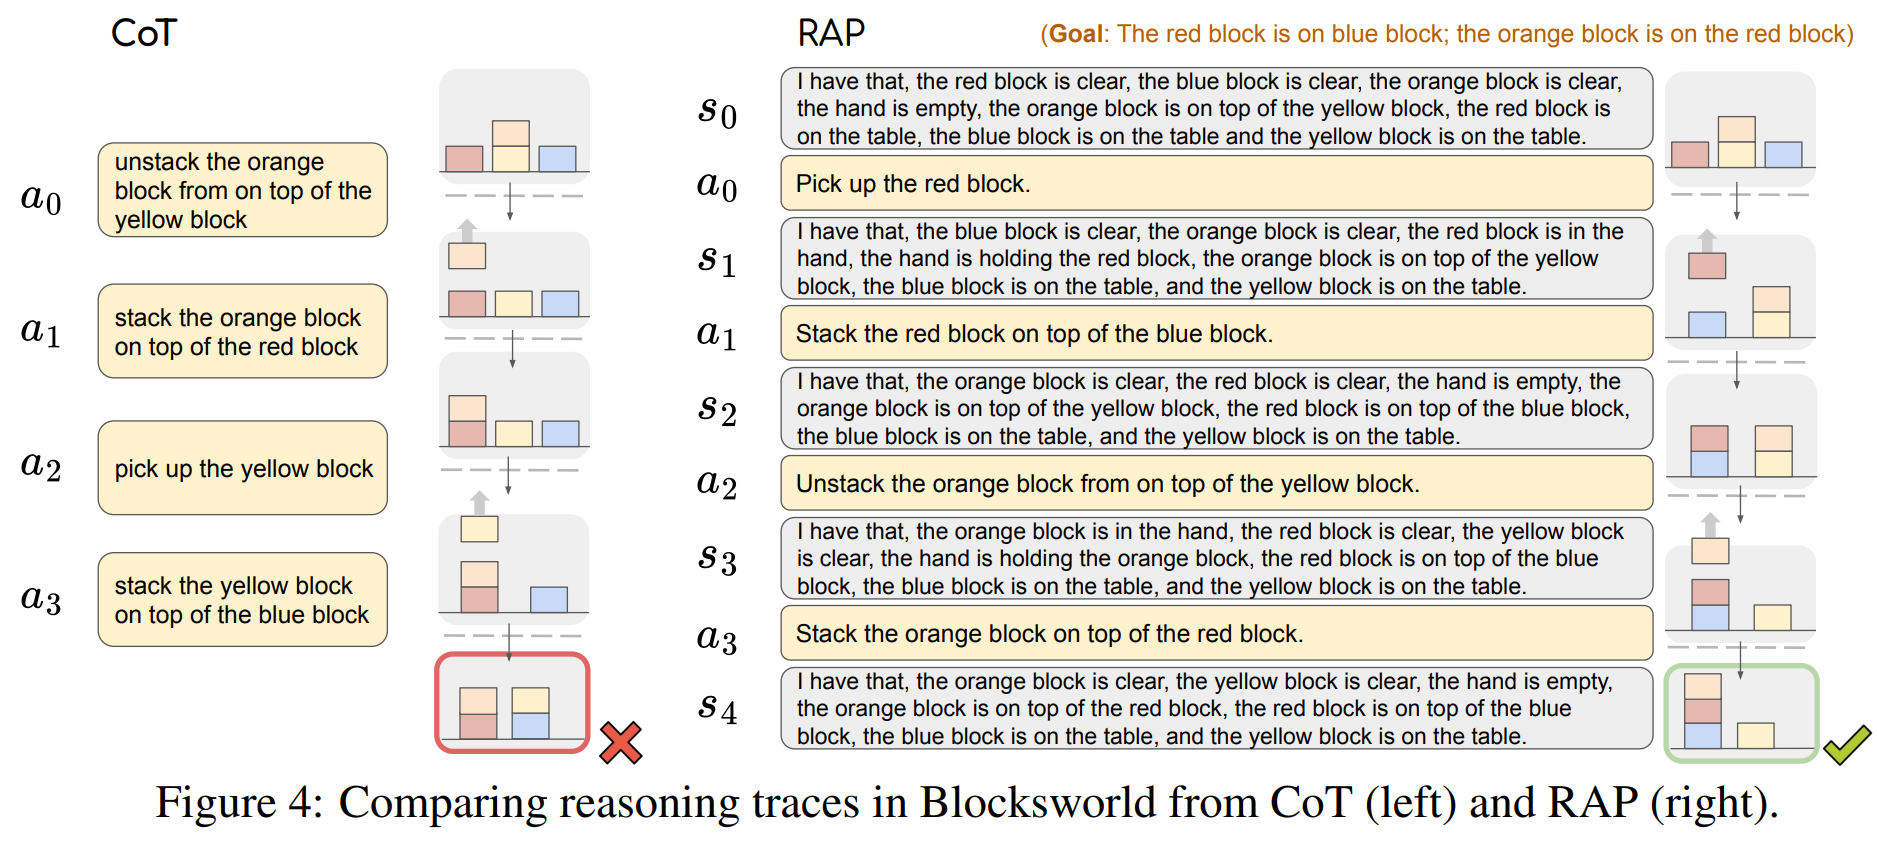 CoT
a0
unstack the orange
block from on top of the
yellow block
a1
stack the orange block
on top of the red block
a2
pick up the yellow block
a3
stack the yellow block
on top of the blue block
RAP
(Goal: The red block is on blue block; the orange block is on the red block)
s0
I have that, the red block is clear, the blue block is clear, the orange block is clear,
the hand is empty, the orange block is on top of the yellow block, the red block is
on the table, the blue block is on the table and the yellow block is on the table.
a0
Pick up the red block.
s1
I have that, the blue block is clear, the orange block is clear, the red block is in the
hand, the hand is holding the red block, the orange block is on top of the yellow
block, the blue block is on the table, and the yellow block is on the table.
a1
Stack the red block on top of the blue block.
s2
I have that, the orange block is clear, the red block is clear, the hand is empty, the
orange block is on top of the yellow block, the red block is on top of the blue block,
the blue block is on the table, and the yellow block is on the table.
a2
Unstack the orange block from on top of the yellow block.
s3
I have that, the orange block is in the hand, the red block is clear, the yellow block
is clear, the hand is holding the orange block, the red block is on top of the blue
block, the blue block is on the table, and the yellow block is on the table.
a3
Stack the orange block on top of the red block.
s4
I have that, the orange block is clear, the yellow block is clear, the hand is empty,
the orange block is on top of the red block, the red block is on top of the blue
block, the blue block is on the table, and the yellow block is on the table.
Figure 4: Comparing reasoning traces in Blocksworld from CoT (left) and RAP (right).